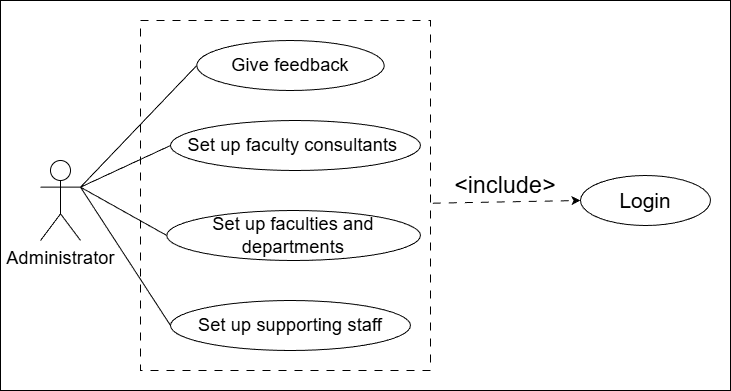 Give feedback
Set up faculty consultants
<include>
Login
Set up faculties and
departments
Administrator
Set up supporting staff